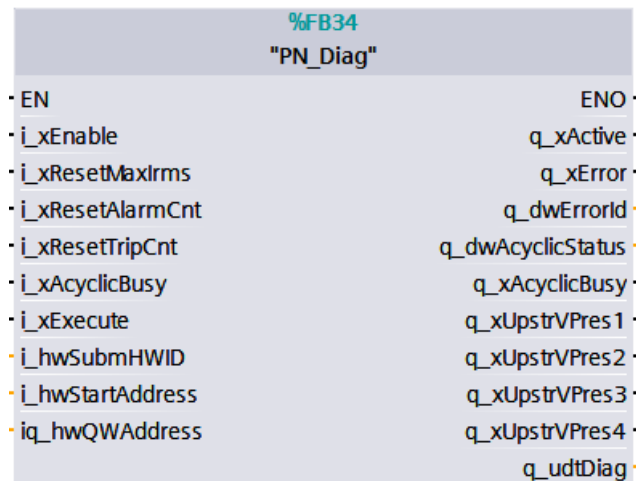 %FB34
"PN_Diag"
EN ENO
i_xEnable q_xActive
i_xResetMaxIrms q_xError
i_xResetAlarmCnt q_dwErrorId
i_xResetTripCnt q_dwAcyclicStatus
i_xAcyclicBusy q_xAcyclicBusy
i_xExecute q_xUpstrVPres1
i_hwSubmHWID q_xUpstrVPres2
i_hwStartAddress q_xUpstrVPres3
iq_hwQWAddress q_xUpstrVPres4
q_udtDiag